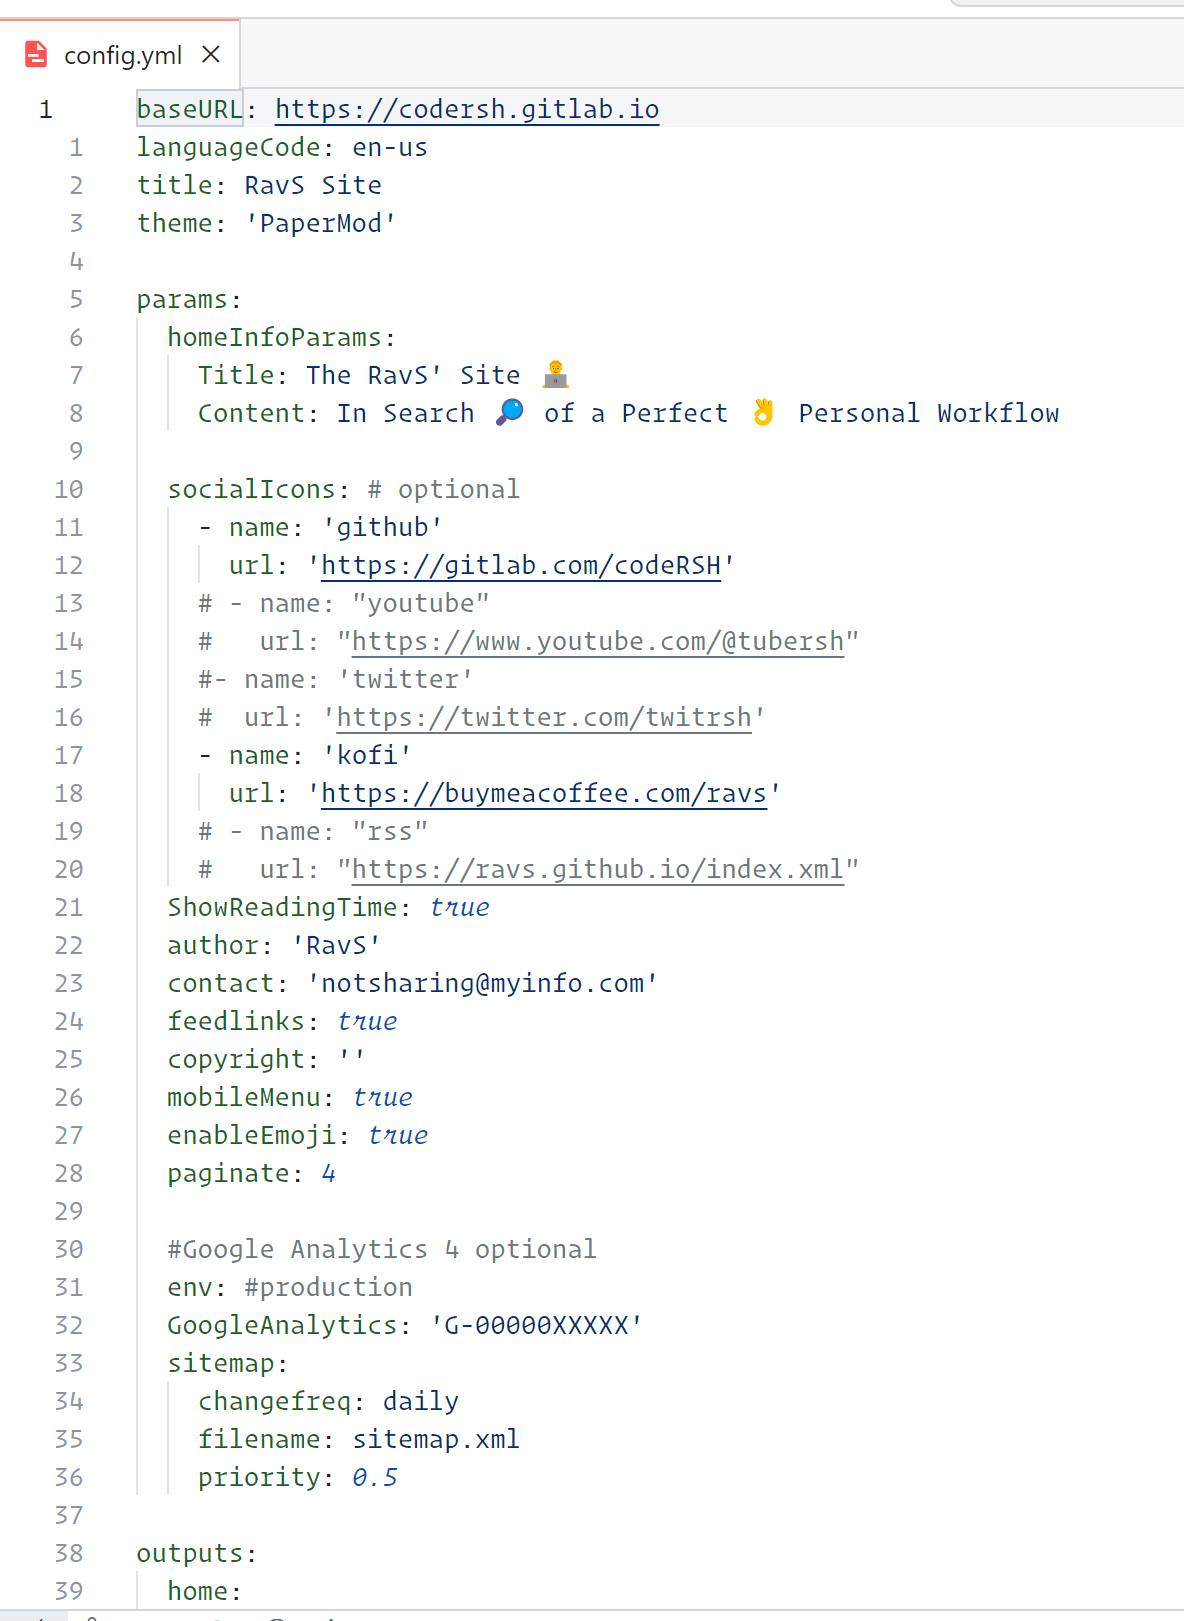 config.yml
1 baseURL: https://codersh.gitlab.io
1 languageCode: en-us
2 title: RavS Site
3 theme: 'PaperMod'
4
5 params:
6 homeInfoParams:
7 Title: The RavS' Site 👨‍💻
8 Content: In Search 🔎 of a Perfect 👌 Personal Workflow
9
10 socialIcons: # optional
11 - name: 'github'
12 url: 'https://gitlab.com/codeRSH'
13 # - name: "youtube"
14 #   url: "https://www.youtube.com/@tubersh"
15 #- name: 'twitter'
16 #  url: 'https://twitter.com/twitrsh'
17 - name: 'kofi'
18 url: 'https://buymeacoffee.com/ravs'
19 # - name: "rss"
20 #   url: "https://ravs.github.io/index.xml"
21 ShowReadingTime: true
22 author: 'RavS'
23 contact: 'notsharing@myinfo.com'
24 feedlinks: true
25 copyright: ''
26 mobileMenu: true
27 enableEmoji: true
28 paginate: 4
29
30 #Google Analytics 4 optional
31 env: #production
32 GoogleAnalytics: 'G-00000XXXXX'
33 sitemap:
34 changefreq: daily
35 filename: sitemap.xml
36 priority: 0.5
37
38 outputs:
39 home: